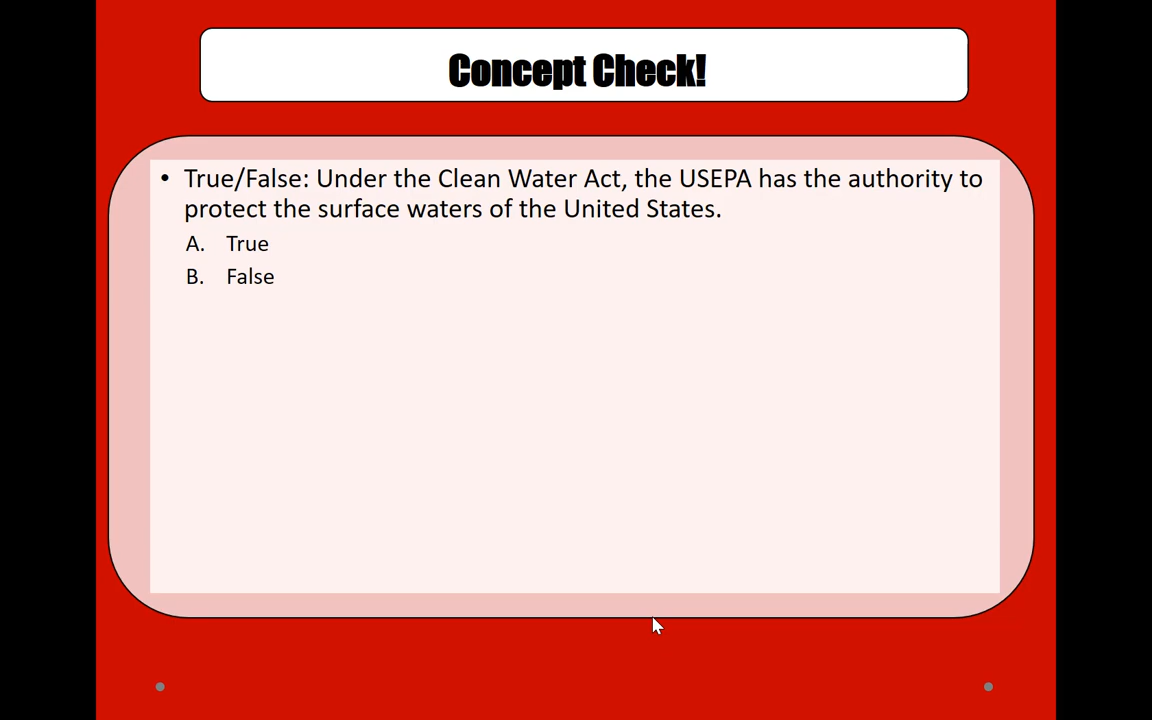 Concept Check!
• True/False: Under the Clean Water Act, the USEPA has the authority to
protect the surface waters of the United States.
A. True
B. False